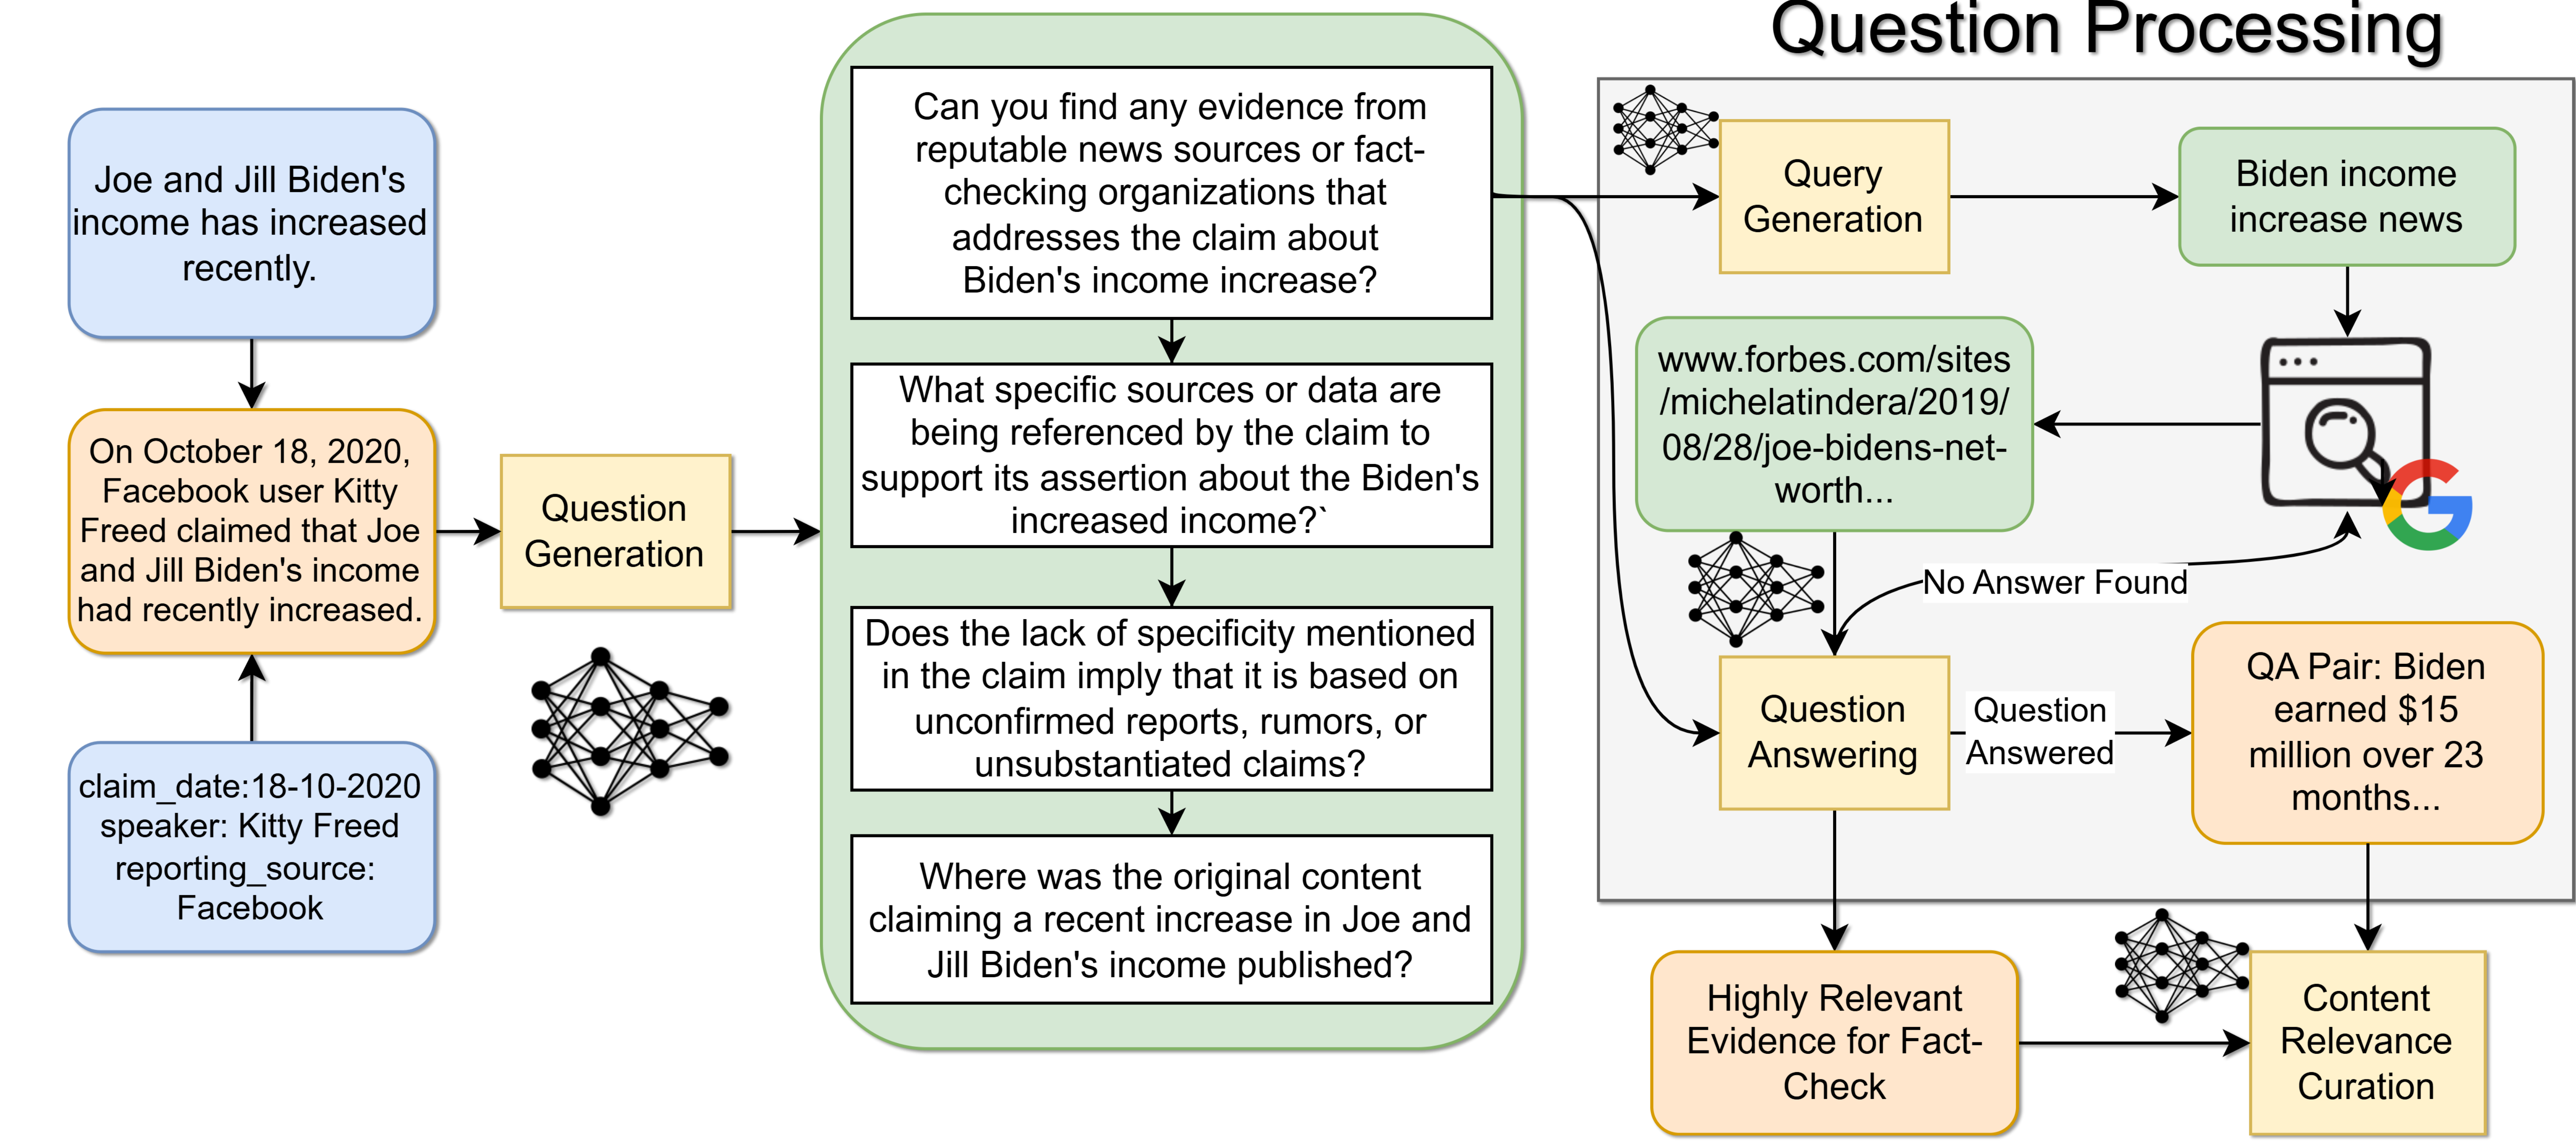 Question Processing
Joe and Jill Biden's
income has increased
recently.
On October 18, 2020,
Facebook user Kitty
Freed claimed that Joe
and Jill Biden's income
had recently increased.
claim_date:18-10-2020
speaker: Kitty Freed
reporting_source:
Facebook
Question
Generation
Can you find any evidence from
reputable news sources or fact-
checking organizations that
addresses the claim about
Biden's income increase?
What specific sources or data are
being referenced by the claim to
support its assertion about the Biden's
increased income?`
Does the lack of specificity mentioned
in the claim imply that it is based on
unconfirmed reports, rumors, or
unsubstantiated claims?
Where was the original content
claiming a recent increase in Joe and
Jill Biden's income published?
Query
Generation
Biden income
increase news
www.forbes.com/sites
/michelatindera/2019/
08/28/joe-bidens-net-
worth...
No Answer Found
Question
Answering
Question
Answered
QA Pair: Biden
earned $15
million over 23
months...
Highly Relevant
Evidence for Fact-
Check
Content
Relevance
Curation